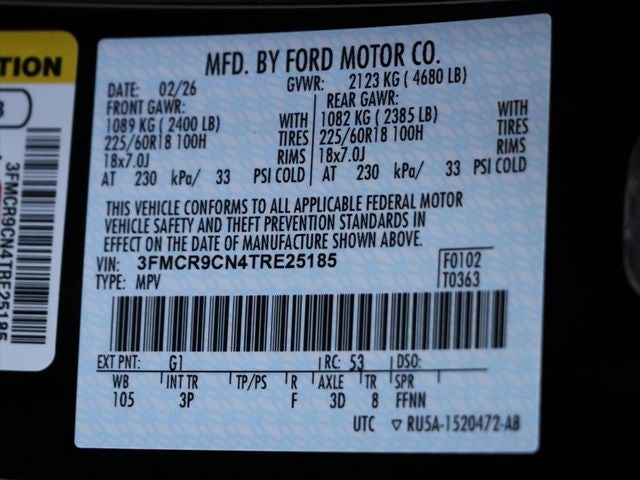 TION
3FMCR9CN4TRE25185
MFD. BY FORD MOTOR CO.
DATE: 02/26 GVWR: 2123 KG (4680 LB)
FRONT GAWR: REAR GAWR:
1089 KG (2400 LB) WITH 1082 KG (2385 LB) WITH
225/60R18 100H TIRES 225/60R18 100H TIRES
18x7.0J RIMS 18x7.0J RIMS
AT 230 kPa/ 33 PSI COLD AT 230 kPa/ 33 PSI COLD
THIS VEHICLE CONFORMS TO ALL APPLICABLE FEDERAL MOTOR
VEHICLE SAFETY AND THEFT PREVENTION STANDARDS IN
EFFECT ON THE DATE OF MANUFACTURE SHOWN ABOVE.
VIN: 3FMCR9CN4TRE25185 F0102
TYPE: MPV T0363
EXT PNT: G1 RC: 53 DSO:
WB INT TR TP/PS R AXLE TR SPR
105 3P F 3D 8 FFNN
UTC ▽ RU5A-1520472-AB